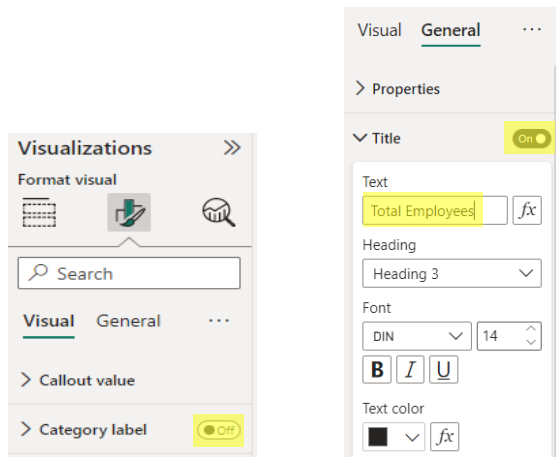 Visualizations
Format visual
Search
Visual General ...
Callout value
Category label Off
Visual General ...
Properties
Title On
Text
Total Employees fx
Heading
Heading 3
Font
DIN 14
B I U
Text color
fx